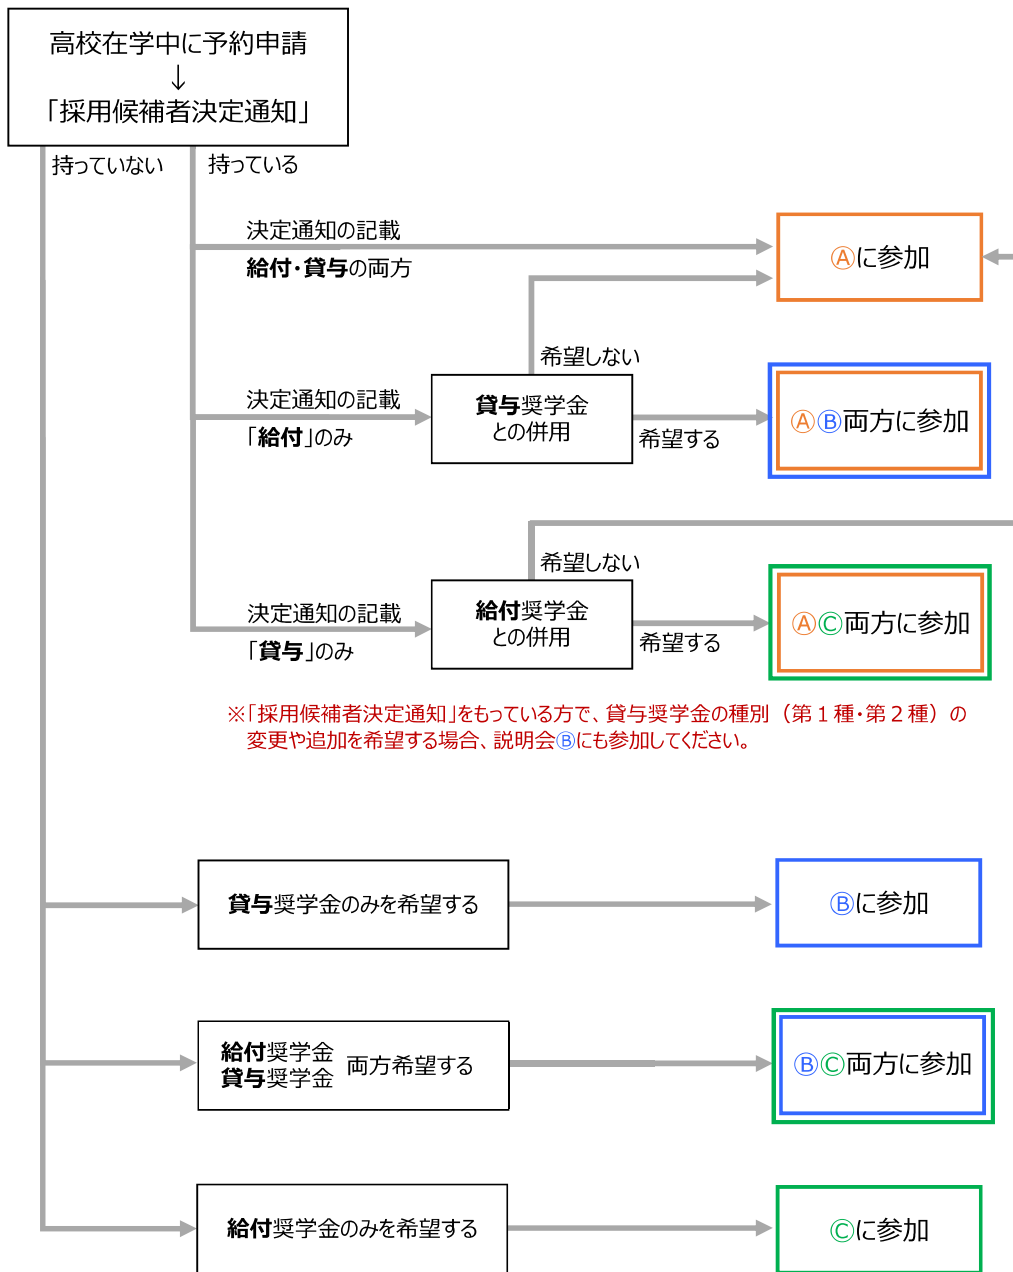 高校在学中に予約申請
↓
「採用候補者決定通知」
持っていない
持っている
決定通知の記載
給付・貸与の両方
Ⓐに参加
希望しない
決定通知の記載
「給付」のみ
貸与奨学金
との併用
希望する
ⒶⒷ両方に参加
希望しない
決定通知の記載
「貸与」のみ
給付奨学金
との併用
希望する
ⒶⒸ両方に参加
※「採用候補者決定通知」をもっている方で、貸与奨学金の種別（第１種・第２種）の
変更や追加を希望する場合、説明会Ⓑにも参加してください。
貸与奨学金のみを希望する
Ⓑに参加
給付奨学金
貸与奨学金
両方希望する
ⒷⒸ両方に参加
給付奨学金のみを希望する
Ⓒに参加